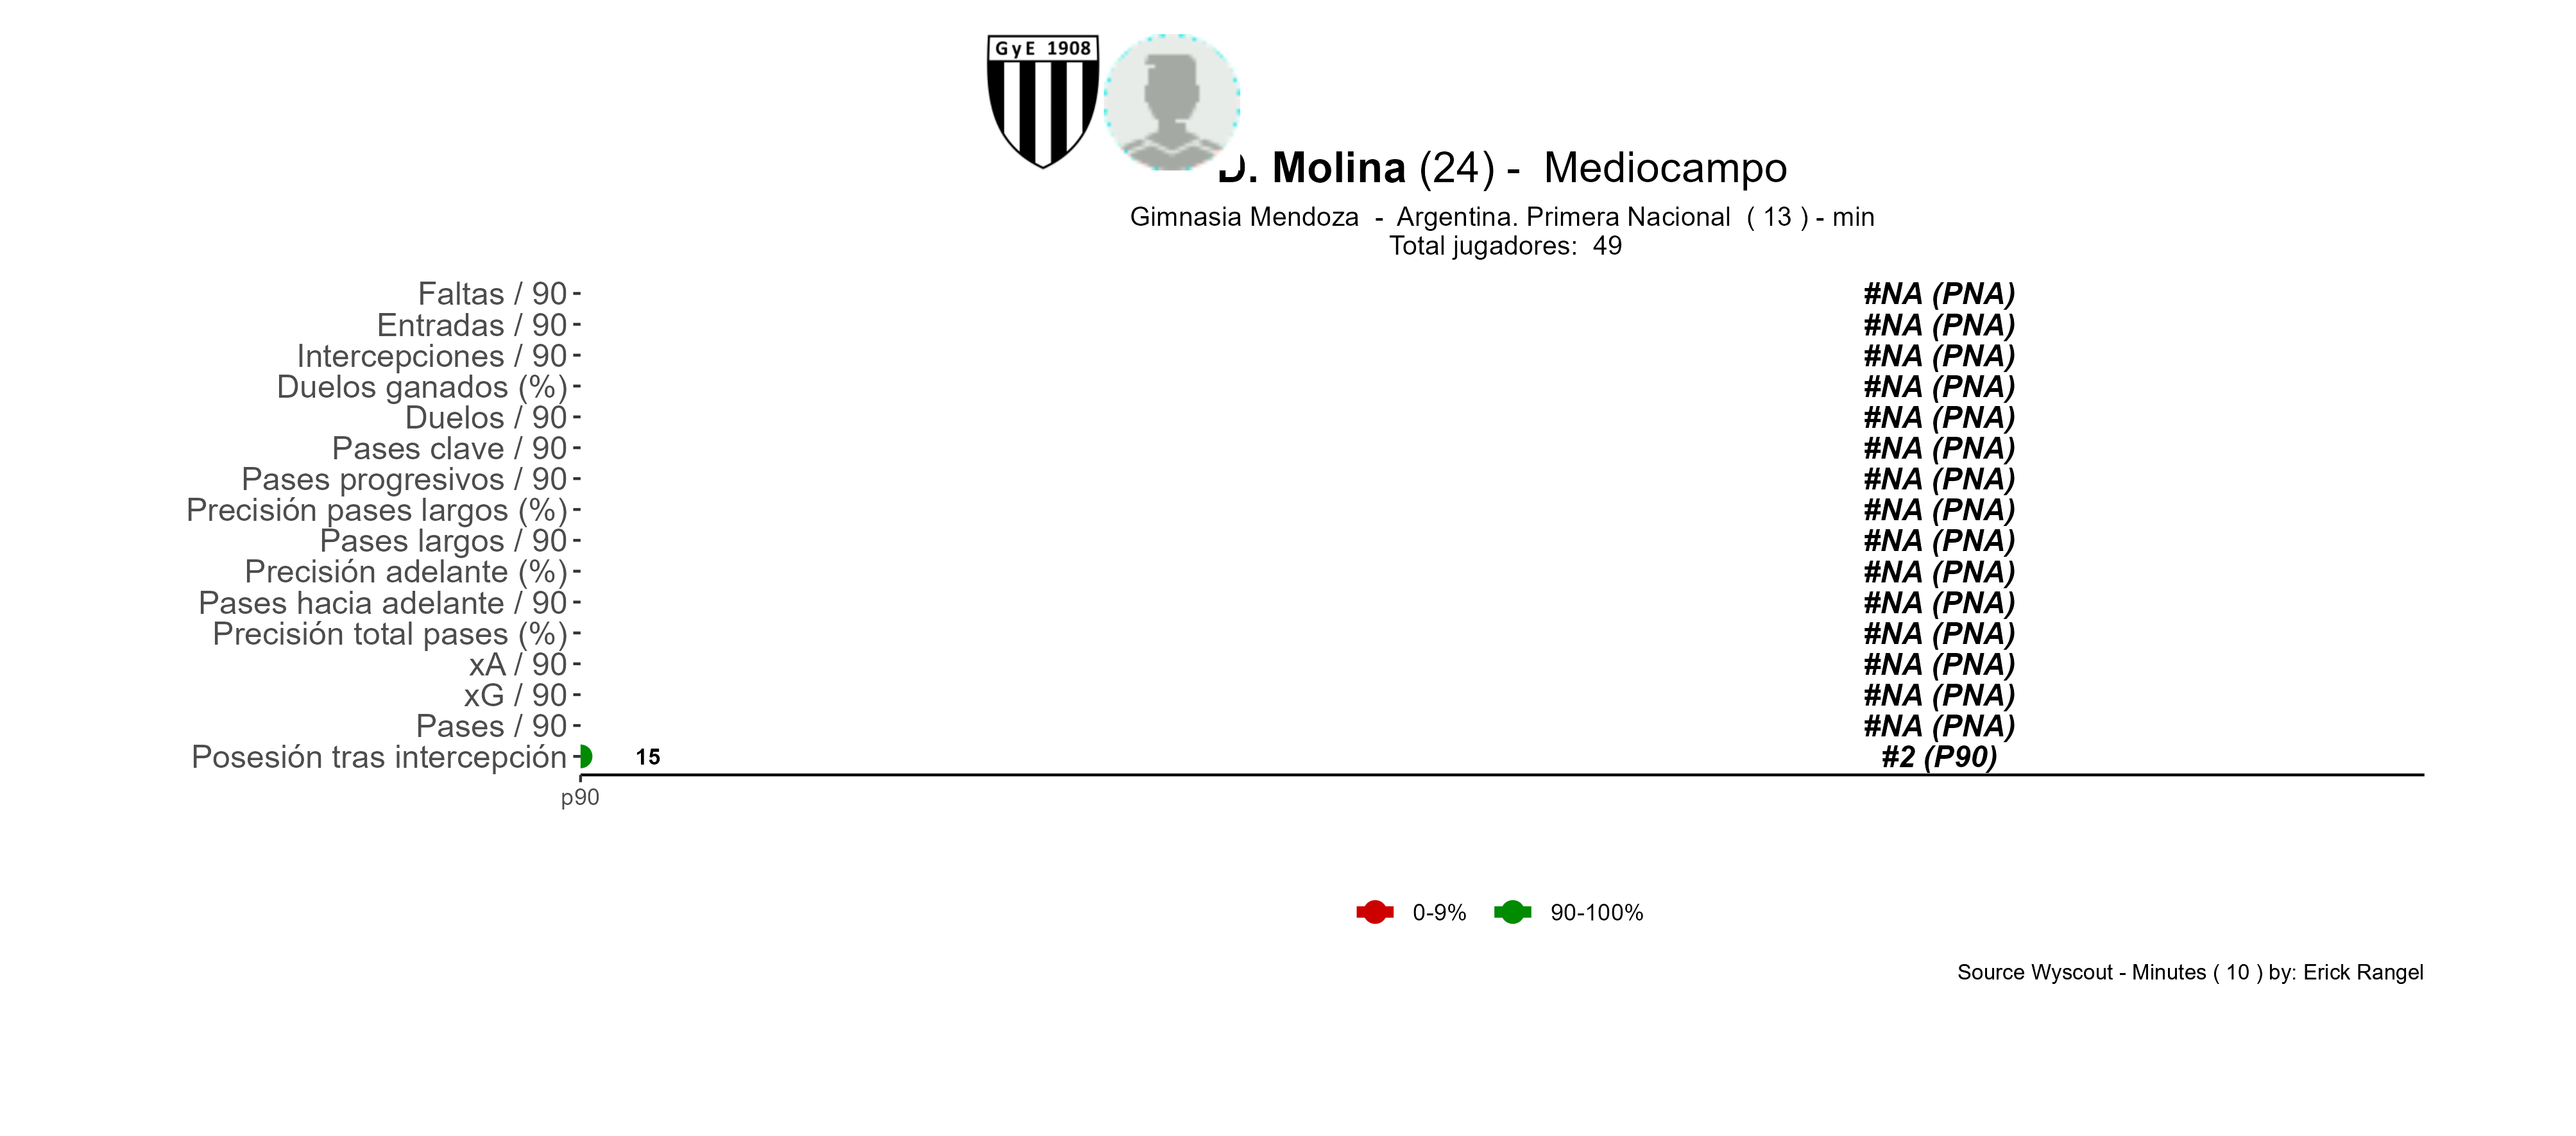 GyE 1908
D. Molina (24) - Mediocampo
Gimnasia Mendoza - Argentina. Primera Nacional ( 13 ) - min
Total jugadores: 49
Faltas / 90 #NA (PNA)
Entradas / 90 #NA (PNA)
Intercepciones / 90 #NA (PNA)
Duelos ganados (%) #NA (PNA)
Duelos / 90 #NA (PNA)
Pases clave / 90 #NA (PNA)
Pases progresivos / 90 #NA (PNA)
Precisión pases largos (%) #NA (PNA)
Pases largos / 90 #NA (PNA)
Precisión adelante (%) #NA (PNA)
Pases hacia adelante / 90 #NA (PNA)
Precisión total pases (%) #NA (PNA)
xA / 90 #NA (PNA)
xG / 90 #NA (PNA)
Pases / 90 #NA (PNA)
Posesión tras intercepción 15 #2 (P90)
p90
0-9% 90-100%
Source Wyscout - Minutes ( 10 ) by: Erick Rangel